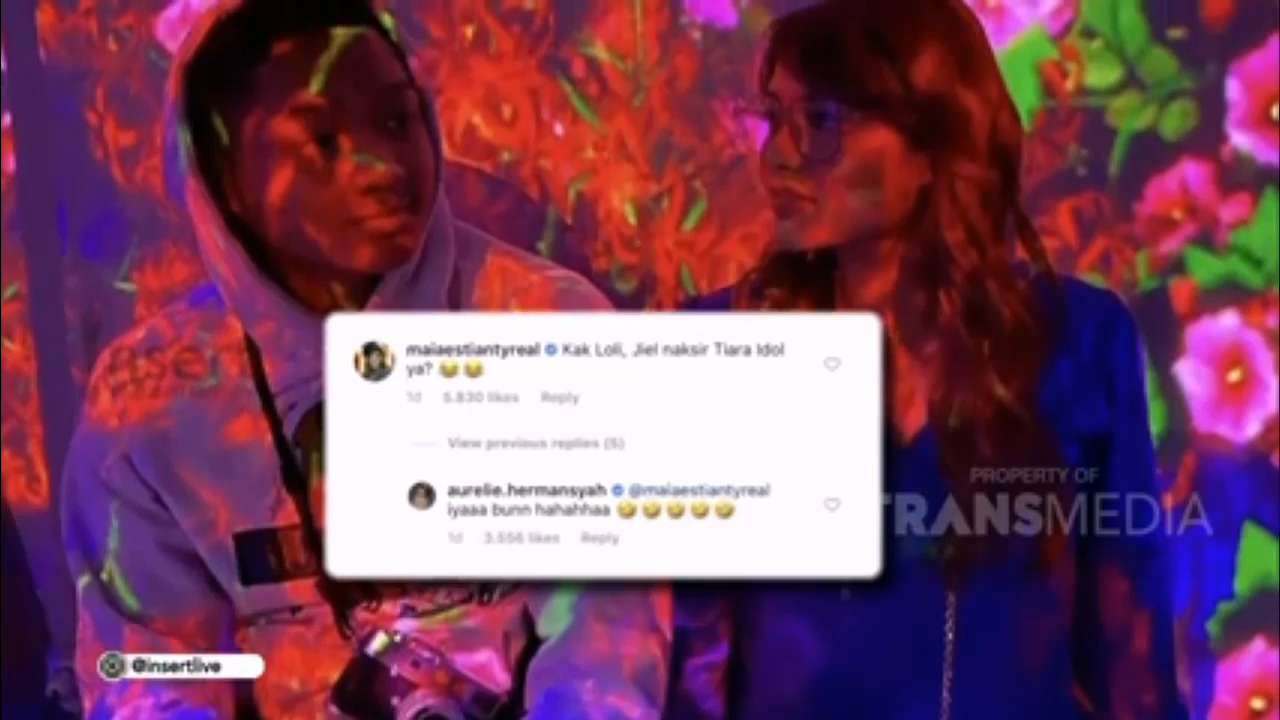 maiaestiantyreal Kak Loli, Jiel naksir Tiara Idol
ya? 😂 😂
1d 5.830 likes Reply
View previous replies (5)
aurelie.hermansyah @maiaestiantyreal
iyaaa bunn hahahhaa 🤣🤣🤣🤣🤣
1d 3.556 likes Reply
PROPERTY OF
TRANSMEDIA
@insertlive